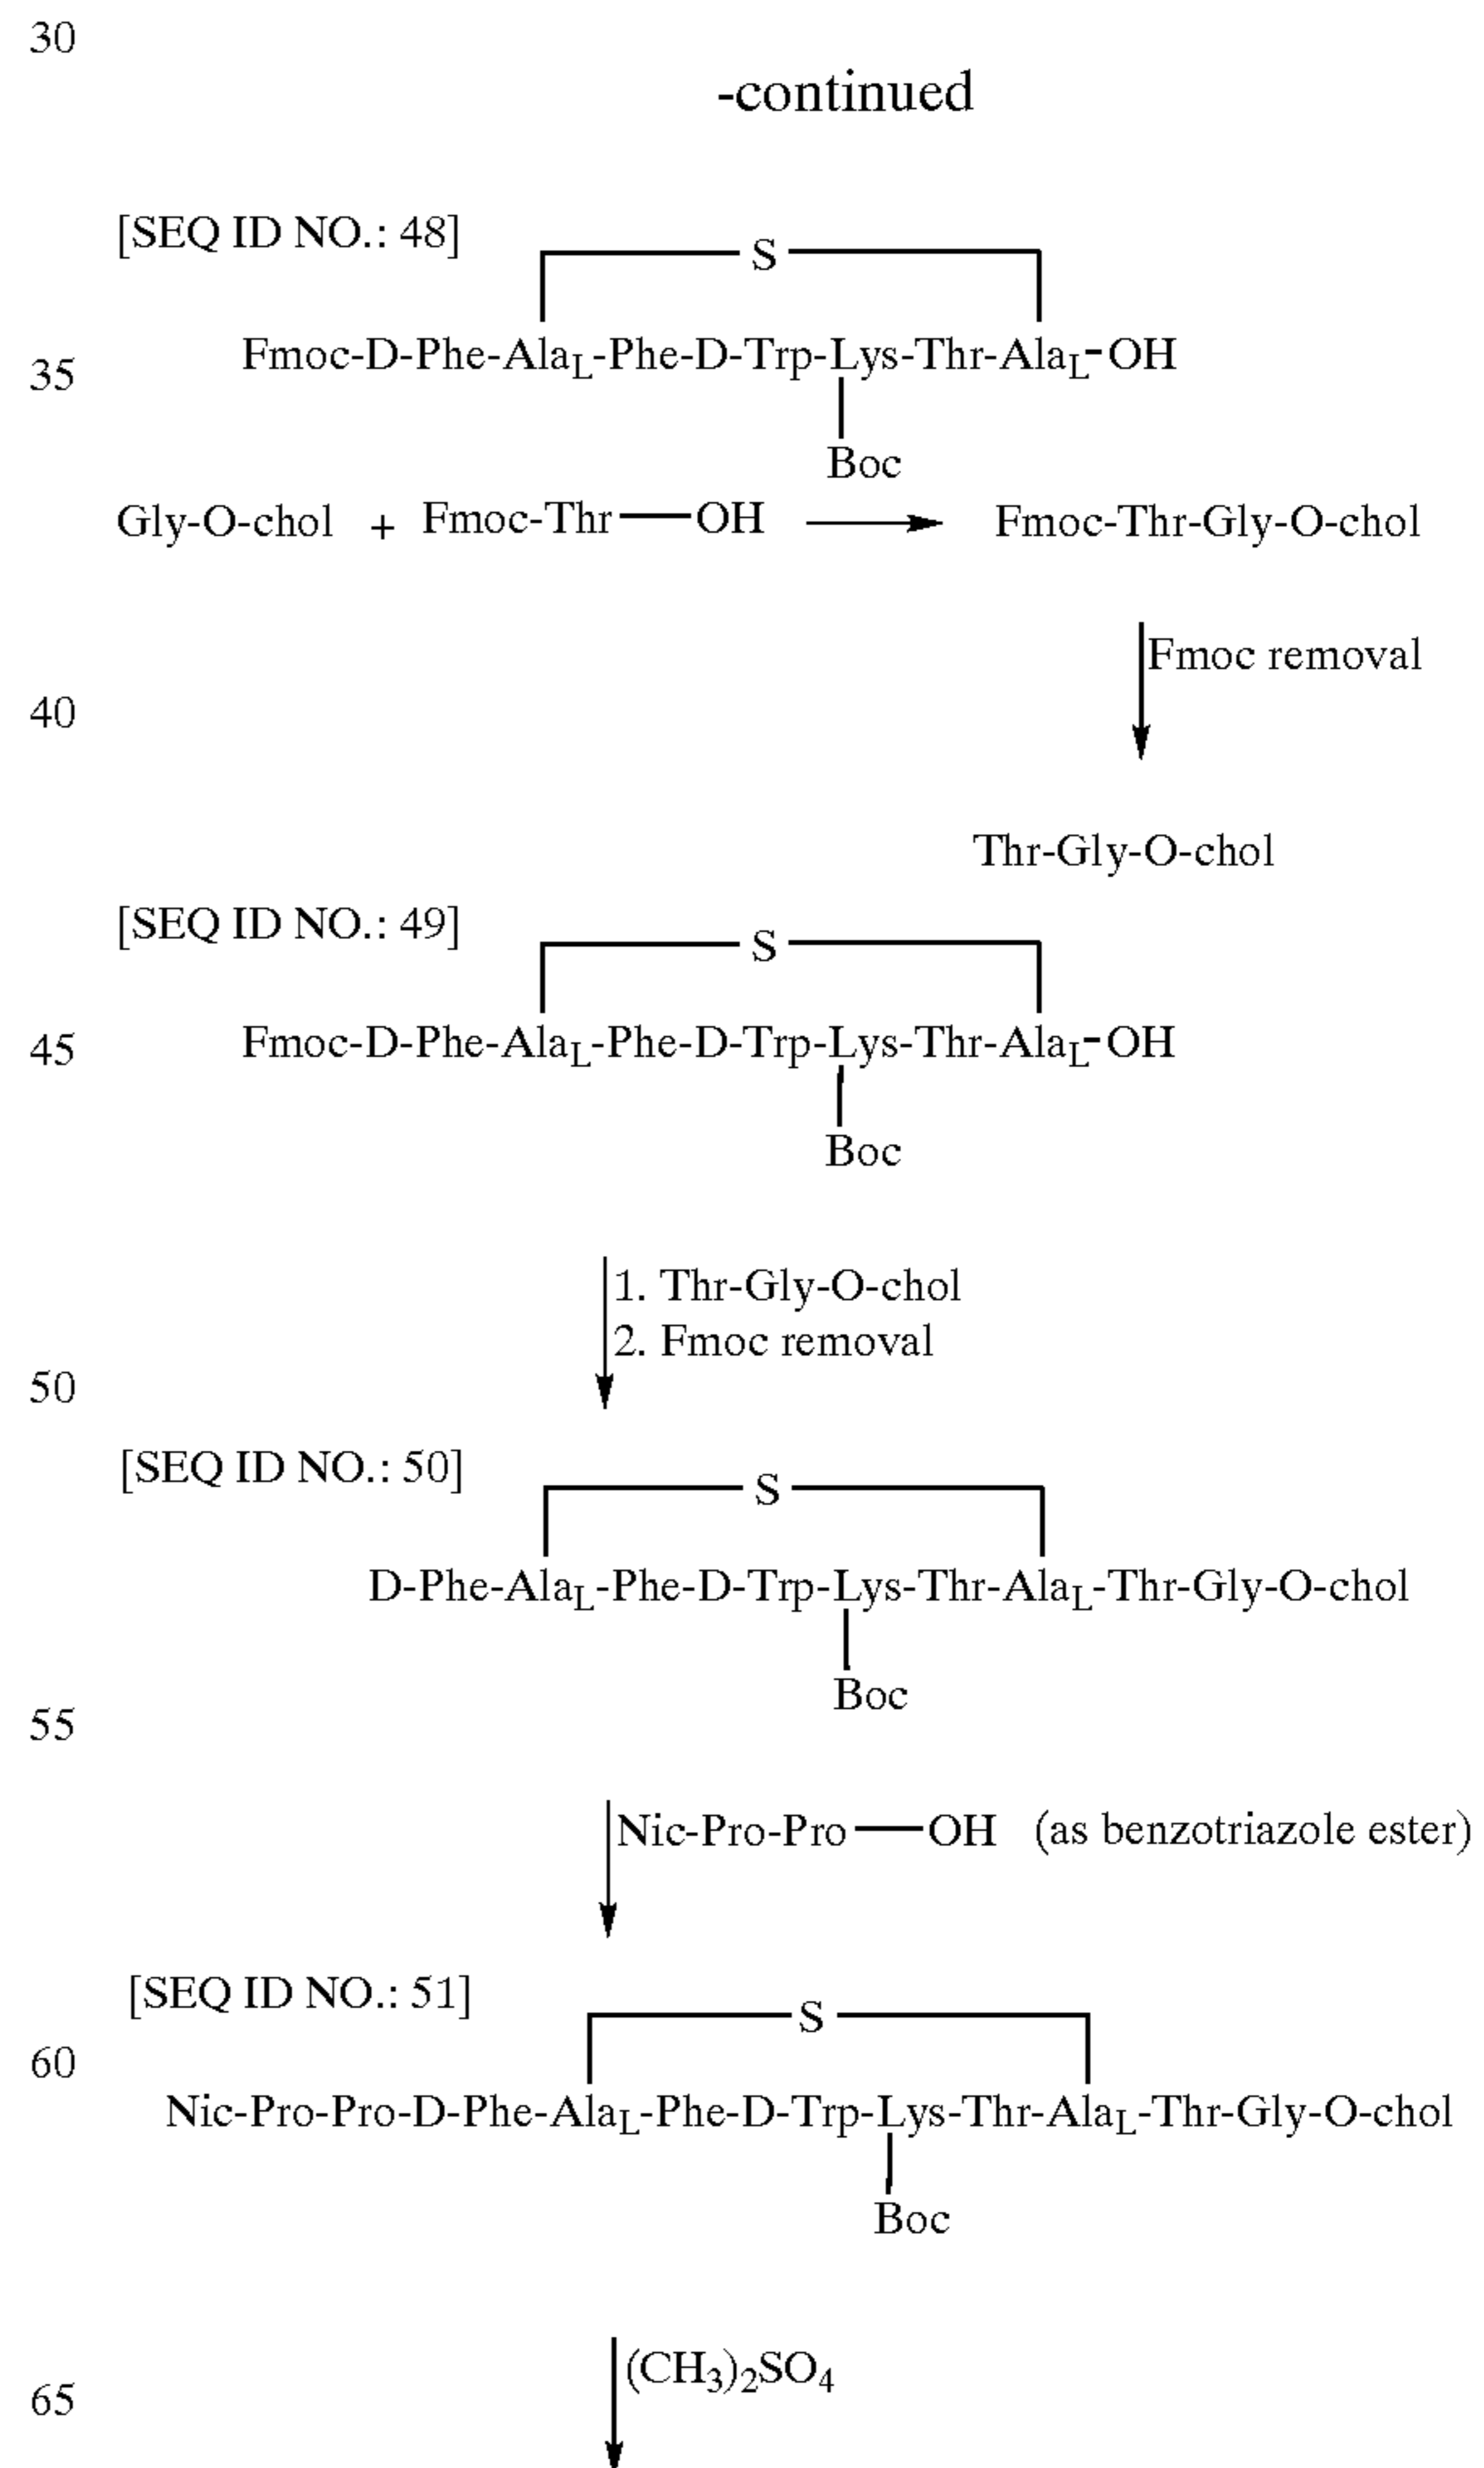 30
-continued
[SEQ ID NO.: 48]
S
35
Fmoc-D-Phe-AlaL-Phe-D-Trp-Lys-Thr-AlaL-OH
Boc
Gly-O-chol + Fmoc-Thr—OH → Fmoc-Thr-Gly-O-chol
Fmoc removal
40
Thr-Gly-O-chol
[SEQ ID NO.: 49]
S
45
Fmoc-D-Phe-AlaL-Phe-D-Trp-Lys-Thr-AlaL-OH
Boc
1. Thr-Gly-O-chol
2. Fmoc removal
50
[SEQ ID NO.: 50]
S
D-Phe-AlaL-Phe-D-Trp-Lys-Thr-AlaL-Thr-Gly-O-chol
Boc
55
Nic-Pro-Pro—OH (as benzotriazole ester)
[SEQ ID NO.: 51]
S
60
Nic-Pro-Pro-D-Phe-AlaL-Phe-D-Trp-Lys-Thr-AlaL-Thr-Gly-O-chol
Boc
(CH3)2SO4
65